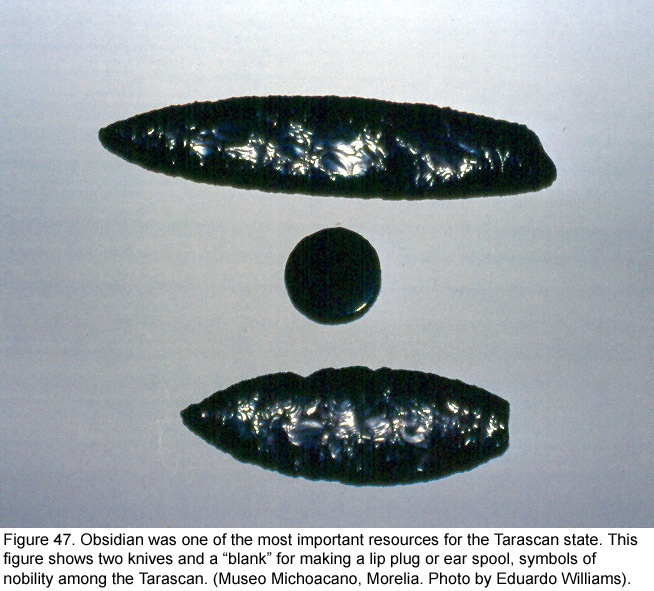 Figure 47. Obsidian was one of the most important resources for the Tarascan state. This
figure shows two knives and a “blank” for making a lip plug or ear spool, symbols of
nobility among the Tarascan. (Museo Michoacano, Morelia. Photo by Eduardo Williams).